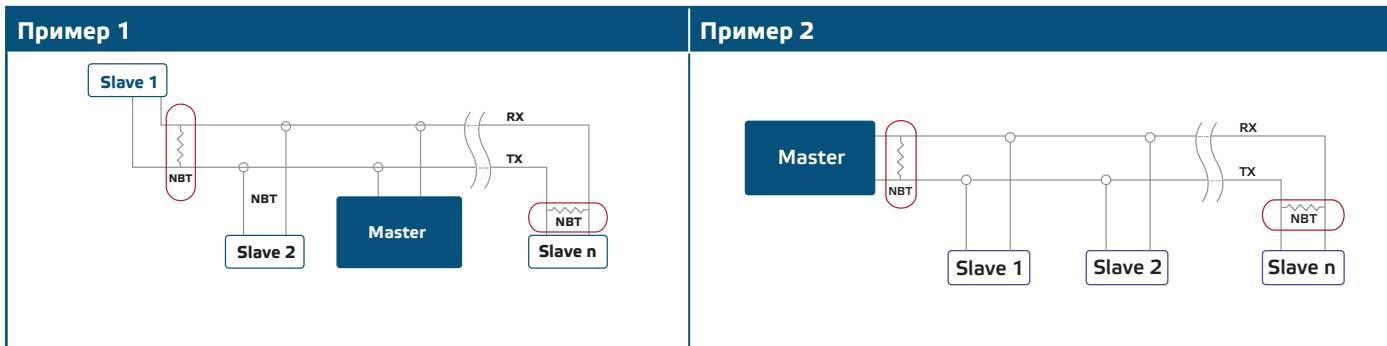 Пример 1
Slave 1
RX
TX
NBT
NBT
NBT
Master
Slave 2
Slave n
Пример 2
RX
Master
TX
NBT
NBT
Slave 1
Slave 2
Slave n